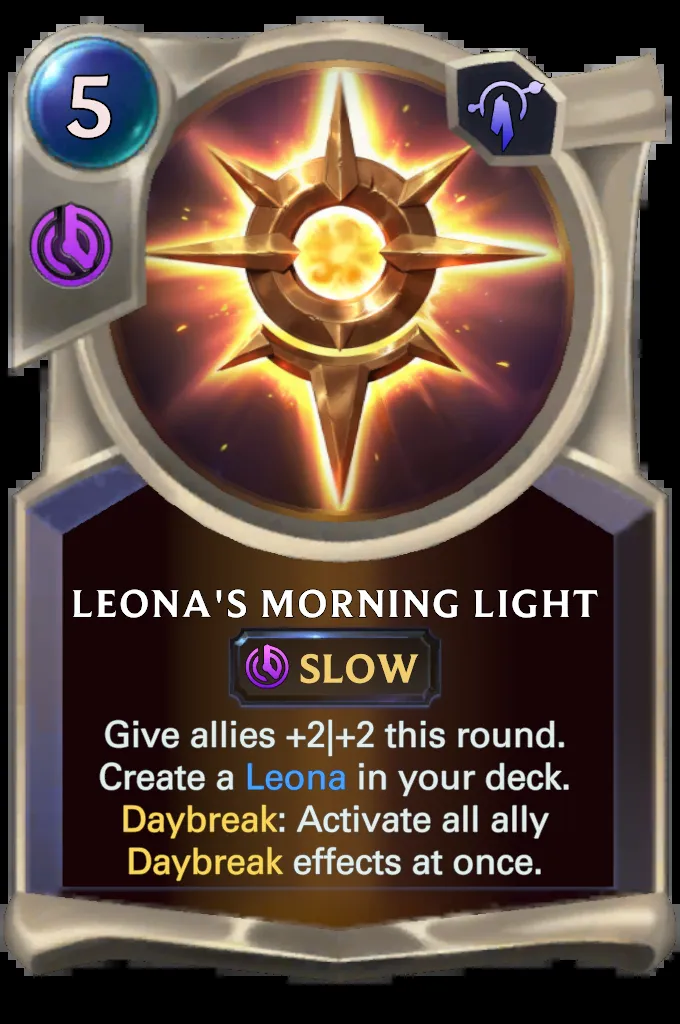 5
LEONA'S MORNING LIGHT
SLOW
Give allies +2|+2 this round.
Create a Leona in your deck.
Daybreak: Activate all ally
Daybreak effects at once.